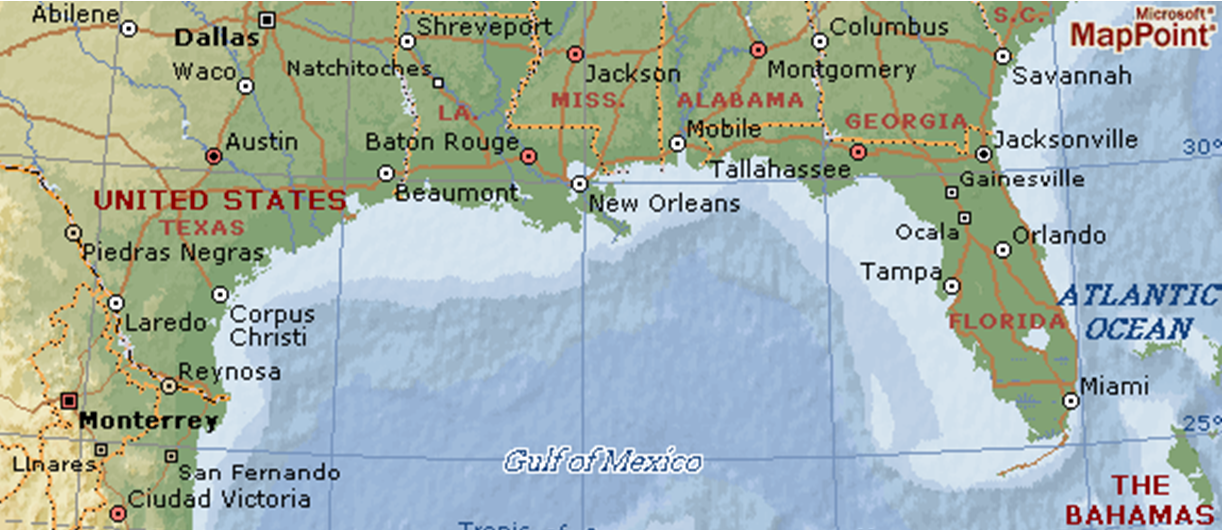 Abilene
Dallas
Shreveport
Columbus
S.C.
Microsoft®
MapPoint®
Waco
Natchitoches
Jackson
Montgomery
Savannah
LA.
MISS.
ALABAMA
GEORGIA
Austin
Baton Rouge
Mobile
Jacksonville
30°
Beaumont
Tallahassee
Gainesville
UNITED STATES
New Orleans
TEXAS
Ocala
Orlando
Piedras Negras
Tampa
ATLANTIC
OCEAN
Laredo
Corpus
Christi
FLORIDA
Reynosa
Miami
Monterrey
25°
Linares
San Fernando
Gulf of Mexico
Ciudad Victoria
THE
BAHAMAS
Tropic